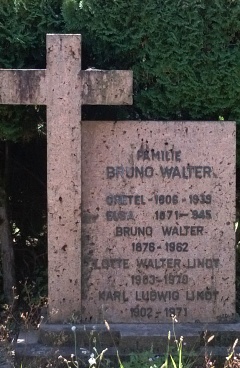 FAMILIE
BRUNO WALTER
GRETEL · 1906 - 1939
ELSA 1871 - 1945
BRUNO WALTER
1876 - 1962
LOTTE WALTER LINDT
1903 - 1970
KARL LUDWIG LINDT
1902 - 1971